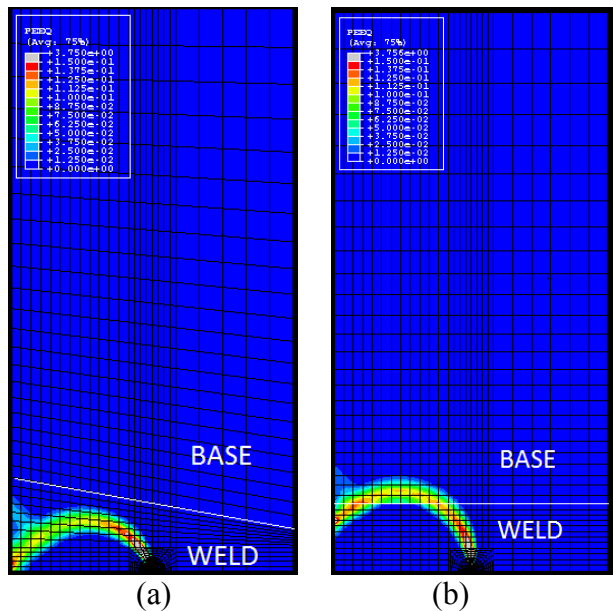 PEEQ
(Avg: 75%)
+3.750e+00
+1.500e-01
+1.375e-01
+1.250e-01
+1.125e-01
+1.000e-01
+8.750e-02
+7.500e-02
+6.250e-02
+5.000e-02
+3.750e-02
+2.500e-02
+1.250e-02
+0.000e+00
BASE
WELD
(a)
PEEQ
(Avg: 75%)
+3.756e+00
+1.500e-01
+1.375e-01
+1.250e-01
+1.125e-01
+1.000e-01
+8.750e-02
+7.500e-02
+6.250e-02
+5.000e-02
+3.750e-02
+2.500e-02
+1.250e-02
+0.000e+00
BASE
WELD
(b)